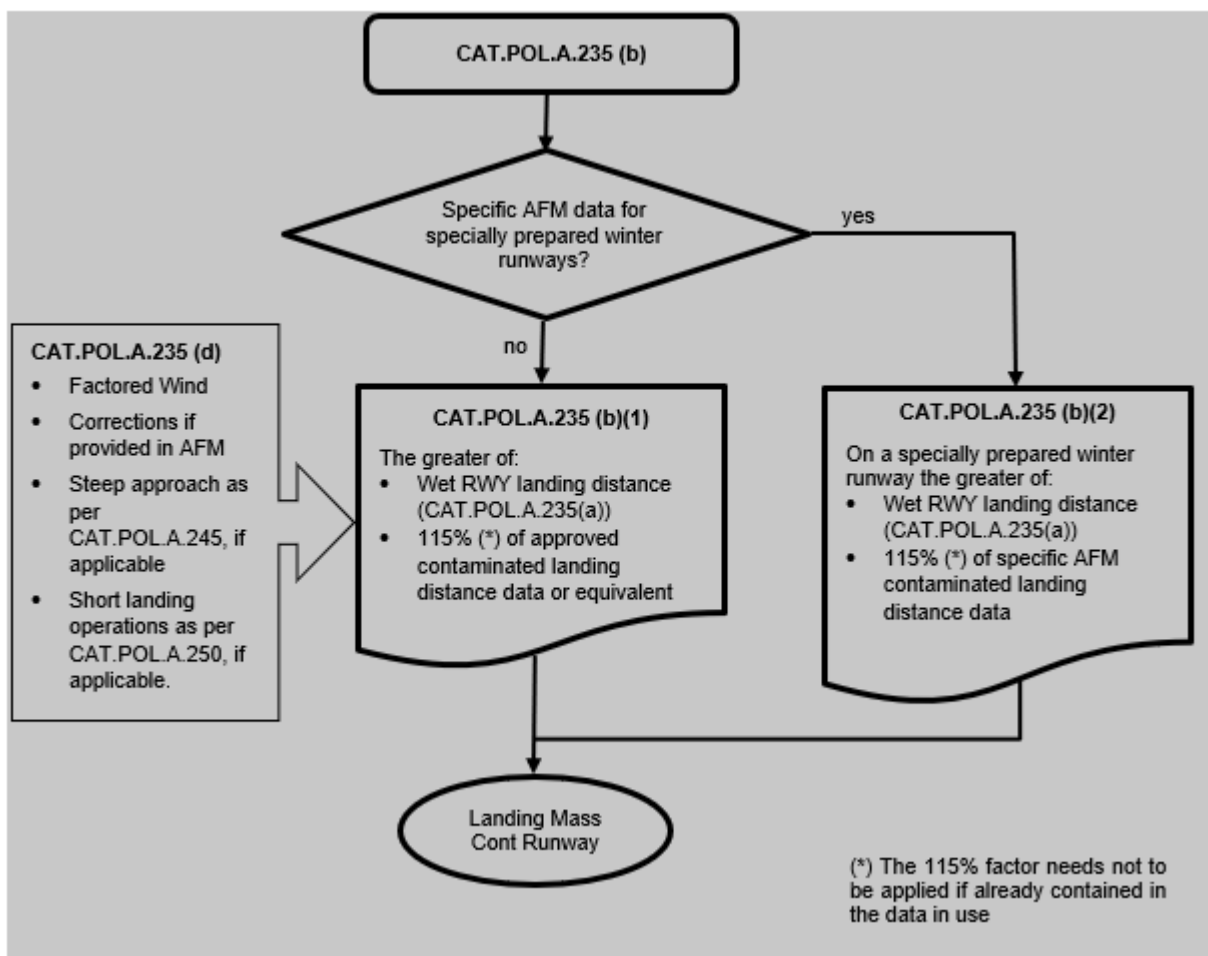 CAT.POL.A.235 (b)
Specific AFM data for
specially prepared winter
runways?
yes
no
CAT.POL.A.235 (d)
• Factored Wind
• Corrections if
provided in AFM
• Steep approach as
per
CAT.POL.A.245, if
applicable
• Short landing
operations as per
CAT.POL.A.250, if
applicable.
CAT.POL.A.235 (b)(1)
The greater of:
• Wet RWY landing distance
(CAT.POL.A.235(a))
• 115% (*) of approved
contaminated landing
distance data or equivalent
CAT.POL.A.235 (b)(2)
On a specially prepared winter
runway the greater of:
• Wet RWY landing distance
(CAT.POL.A.235(a))
• 115% (*) of specific AFM
contaminated landing
distance data
Landing Mass
Cont Runway
(*) The 115% factor needs not to
be applied if already contained in
the data in use